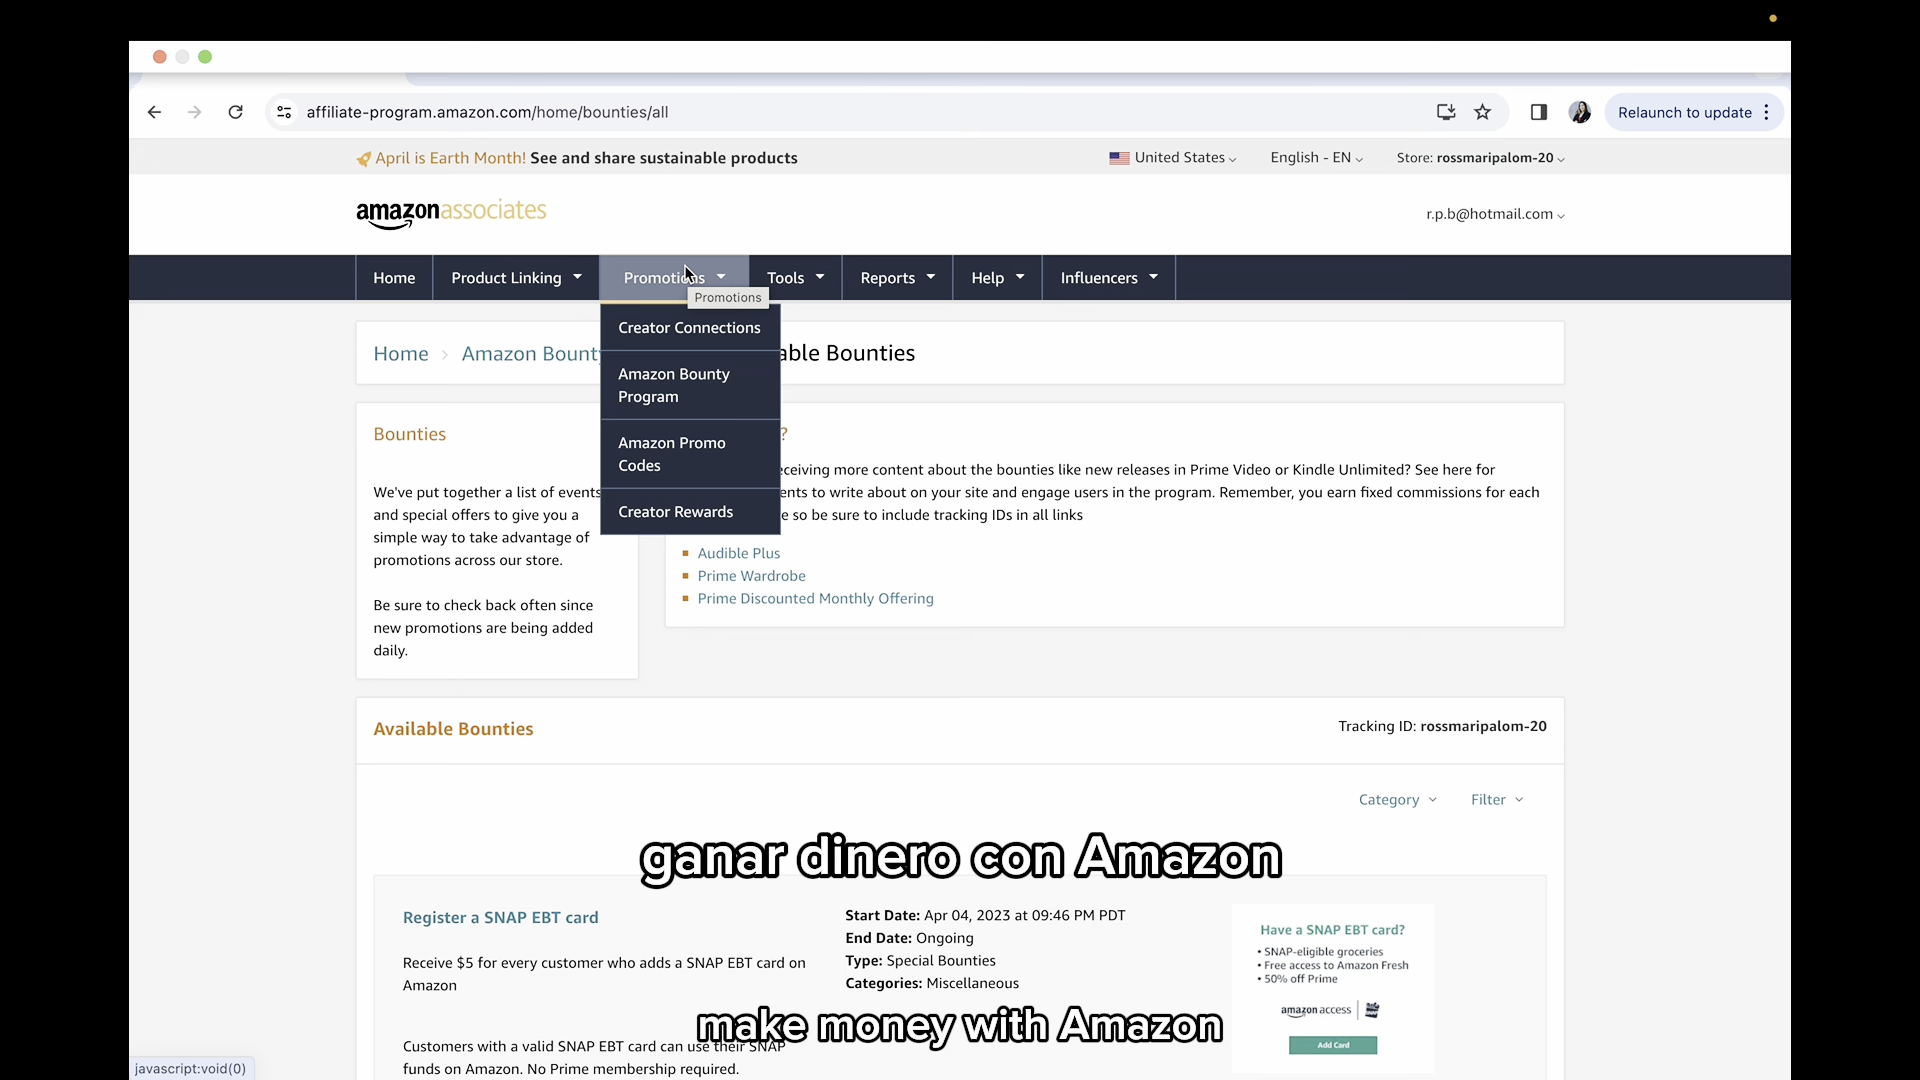 affiliate-program.amazon.com/home/bounties/all
Relaunch to update
April is Earth Month! See and share sustainable products
United States
English - EN
Store: rossmaripalom-20
amazonassociates
r.p.b@hotmail.com
Home
Product Linking
Promotions
Tools
Reports
Help
Influencers
Promotions
Creator Connections
Amazon Bounty
Program
Amazon Promo
Codes
Creator Rewards
Home
Amazon Bounty
able Bounties
Bounties
We've put together a list of events
and special offers to give you a
simple way to take advantage of
promotions across our store.
Be sure to check back often since
new promotions are being added
daily.
?
eceiving more content about the bounties like new releases in Prime Video or Kindle Unlimited? See here for
ents to write about on your site and engage users in the program. Remember, you earn fixed commissions for each
e so be sure to include tracking IDs in all links
Audible Plus
Prime Wardrobe
Prime Discounted Monthly Offering
Available Bounties
Tracking ID: rossmaripalom-20
Category
Filter
ganar dinero con Amazon
Register a SNAP EBT card
Receive $5 for every customer who adds a SNAP EBT card on
Amazon
Customers with a valid SNAP EBT card can use their SNAP
funds on Amazon. No Prime membership required.
Start Date: Apr 04, 2023 at 09:46 PM PDT
End Date: Ongoing
Type: Special Bounties
Categories: Miscellaneous
Have a SNAP EBT card?
• SNAP-eligible groceries
• Free access to Amazon Fresh
• 50% off Prime
amazon access
Add Card
make money with Amazon
javascript:void(0)